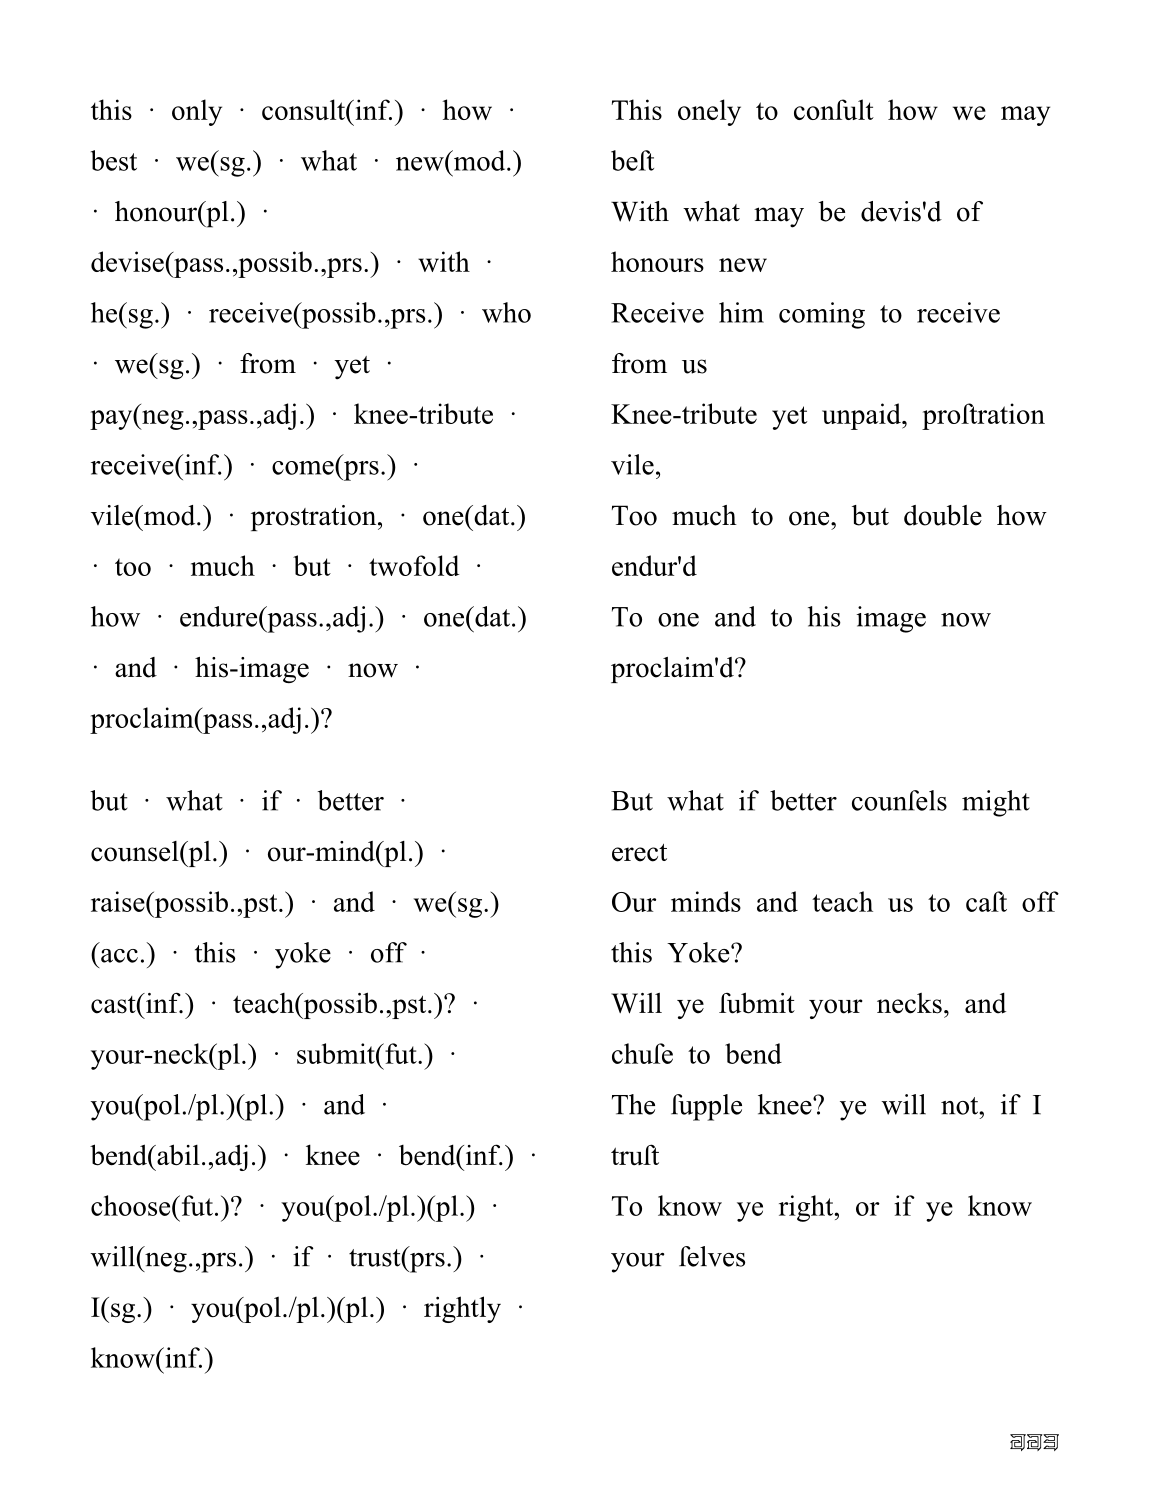 this · only · consult(inf.) · how ·
best · we(sg.) · what · new(mod.)
· honour(pl.) ·
devise(pass.,possib.,prs.) · with ·
he(sg.) · receive(possib.,prs.) · who
· we(sg.) · from · yet ·
pay(neg.,pass.,adj.) · knee-tribute ·
receive(inf.) · come(prs.) ·
vile(mod.) · prostration, · one(dat.)
· too · much · but · twofold ·
how · endure(pass.,adj.) · one(dat.)
· and · his-image · now ·
proclaim(pass.,adj.)?
This onely to conſult how we may
beſt
With what may be devis'd of
honours new
Receive him coming to receive
from us
Knee-tribute yet unpaid, proſtration
vile,
Too much to one, but double how
endur'd
To one and to his image now
proclaim'd?
but · what · if · better ·
counsel(pl.) · our-mind(pl.) ·
raise(possib.,pst.) · and · we(sg.)
(acc.) · this · yoke · off ·
cast(inf.) · teach(possib.,pst.)? ·
your-neck(pl.) · submit(fut.) ·
you(pol./pl.)(pl.) · and ·
bend(abil.,adj.) · knee · bend(inf.) ·
choose(fut.)? · you(pol./pl.)(pl.) ·
will(neg.,prs.) · if · trust(prs.) ·
I(sg.) · you(pol./pl.)(pl.) · rightly ·
know(inf.)
But what if better counſels might
erect
Our minds and teach us to caſt off
this Yoke?
Will ye ſubmit your necks, and
chuſe to bend
The ſupple knee? ye will not, if I
truſt
To know ye right, or if ye know
your ſelves